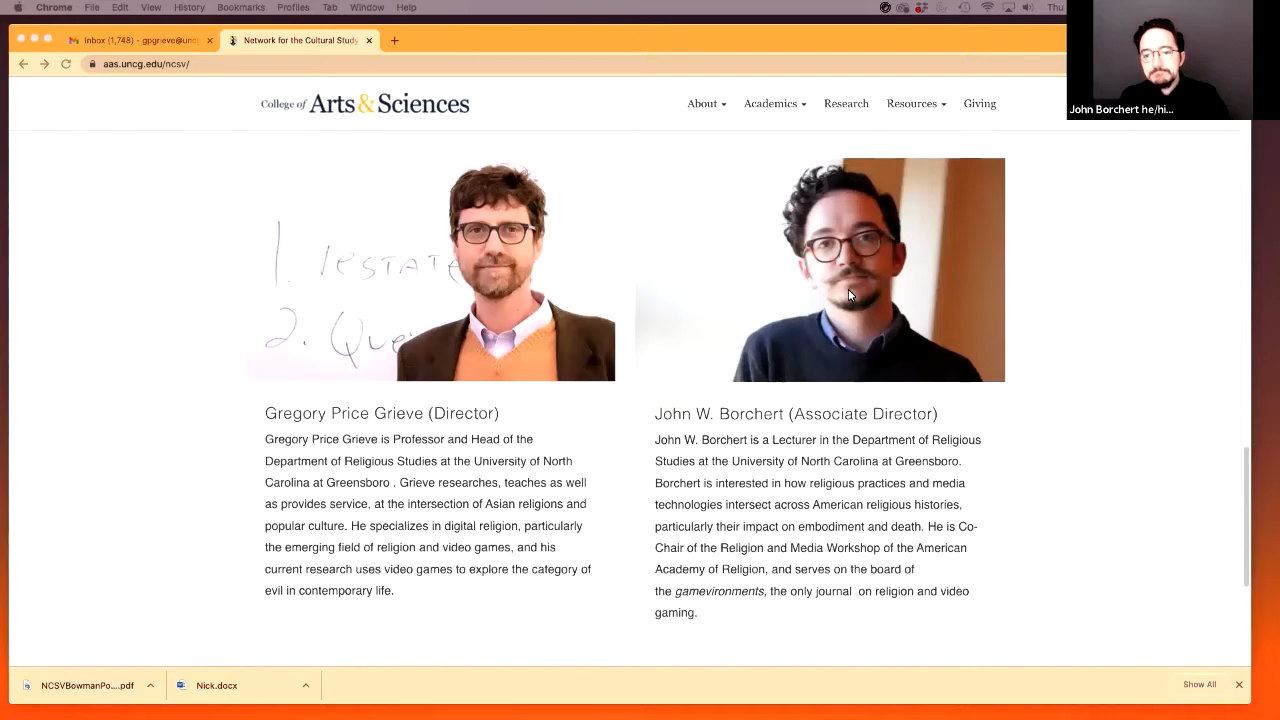 Chrome File Edit View History Bookmarks Profiles Tab Window Help Thu
Inbox (1,748) - gpgrieve@unc
Network for the Cultural Study
aas.uncg.edu/ncsv/
John Borchert he/hi...
College of Arts & Sciences
About Academics Research Resources Giving
1. restate
2. Que
Gregory Price Grieve (Director)
Gregory Price Grieve is Professor and Head of the
Department of Religious Studies at the University of North
Carolina at Greensboro . Grieve researches, teaches as well
as provides service, at the intersection of Asian religions and
popular culture. He specializes in digital religion, particularly
the emerging field of religion and video games, and his
current research uses video games to explore the category of
evil in contemporary life.
John W. Borchert (Associate Director)
John W. Borchert is a Lecturer in the Department of Religious
Studies at the University of North Carolina at Greensboro.
Borchert is interested in how religious practices and media
technologies intersect across American religious histories,
particularly their impact on embodiment and death. He is Co-
Chair of the Religion and Media Workshop of the American
Academy of Religion, and serves on the board of
the gamevironments, the only journal on religion and video
gaming.
NCSVBowmanPo....pdf
Nick.docx
Show All